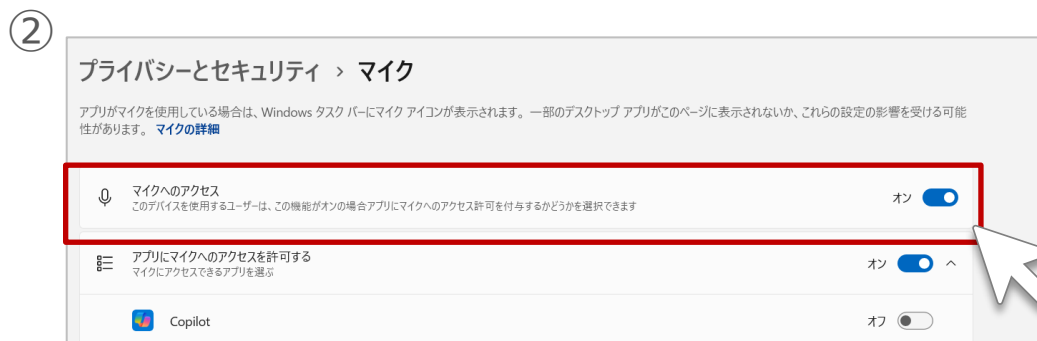 ②
プライバシーとセキュリティ › マイク
アプリがマイクを使用している場合は、Windows タスク バーにマイク アイコンが表示されます。一部のデスクトップ アプリがこのページに表示されないか、これらの設定の影響を受ける可能
性があります。 マイクの詳細
マイクへのアクセス
このデバイスを使用するユーザーは、この機能がオンの場合アプリにマイクへのアクセス許可を付与するかどうかを選択できます
オン
アプリにマイクへのアクセスを許可する
マイクにアクセスできるアプリを選ぶ
オン
Copilot
オフ